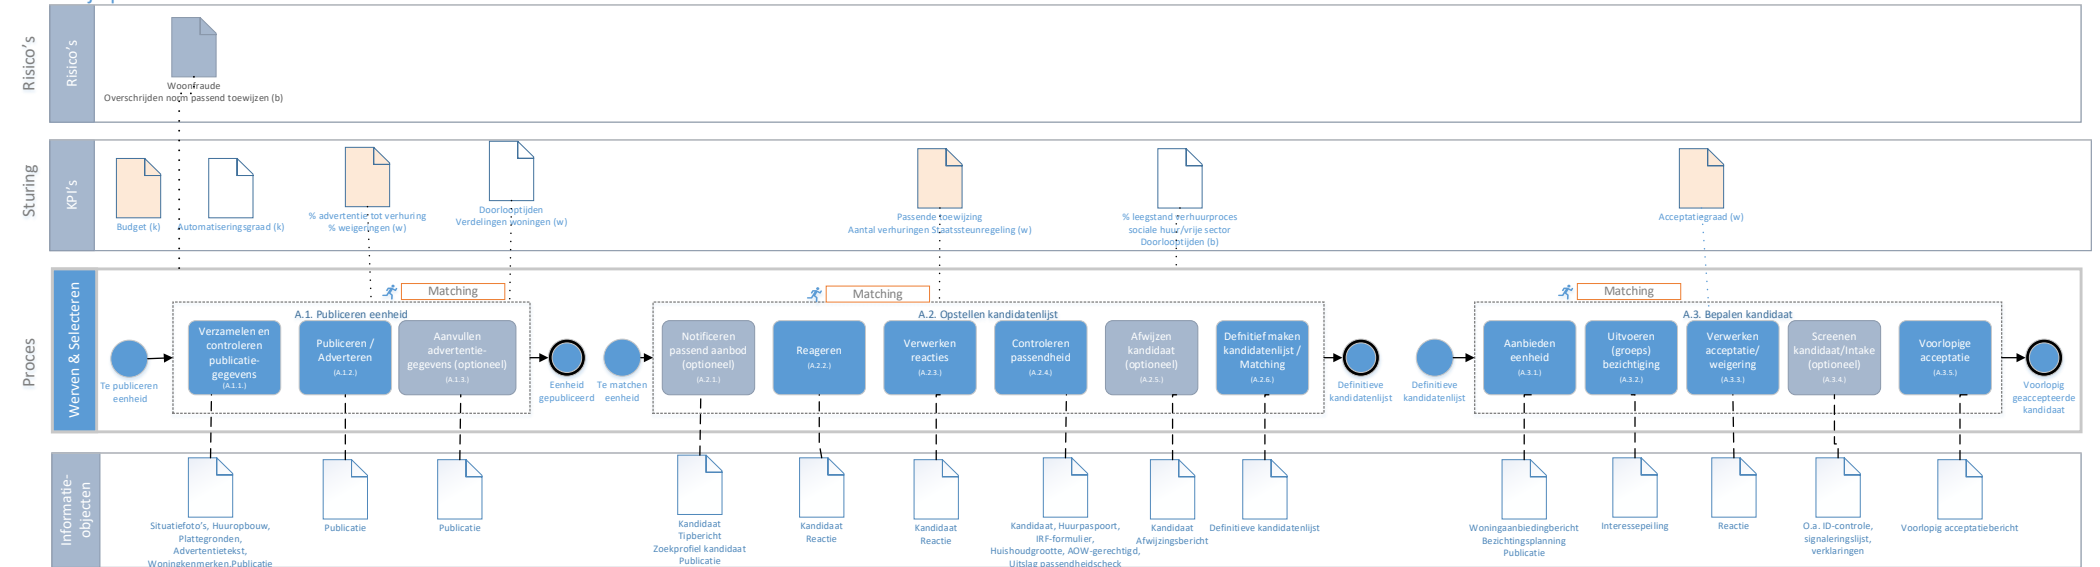 Risico's
Risico's
Woonfraude
Overschrijden norm passend toewijzen (b)
Sturing
KPI's
Budget (k)
Automatiseringsgraad (k)
% advertentie tot verhuring
% weigeringen (w)
Doorlooptijden
Verdelingen woningen (w)
Passende toewijzing
Aantal verhuringen Staatssteunregeling (w)
% leegstand verhuurproces
sociale huur/vrije sector
Doorlooptijden (b)
Acceptatiegraad (w)
Proces
Werven & Selecteren
Te publiceren
eenheid
Matching
A.1. Publiceren eenheid
Verzamelen en
controleren
publicatie-
gegevens
(A.1.1.)
Publiceren /
Adverteren
(A.1.2.)
Aanvullen
advertentie-
gegevens (optioneel)
(A.1.3.)
Eenheid
gepubliceerd
Te matchen
eenheid
Matching
A.2. Opstellen kandidatenlijst
Notificeren
passend aanbod
(optioneel)
(A.2.1.)
Reageren
(A.2.2.)
Verwerken
reacties
(A.2.3.)
Controleren
passendheid
(A.2.4.)
Afwijzen
kandidaat
(optioneel)
(A.2.5.)
Defnitief maken
kandidatenlijst /
Matching
(A.2.6.)
Definitieve
kandidatenlijst
Definitieve
kandidatenlijst
Matching
A.3. Bepalen kandidaat
Aanbieden
eenheid
(A.3.1.)
Uitvoeren
(groeps)
bezichtiging
(A.3.2.)
Verwerken
acceptatie/
weigering
(A.3.3.)
Screenen
kandidaat/Intake
(optioneel)
(A.3.4.)
Voorlopige
acceptatie
(A.3.5.)
Voorlopig
geaccepteerde
kandidaat
Informatie-
objecten
Situatiefoto's, Huuropbouw,
Plattegronden,
Advertentietekst,
Woningkenmerken,Publicatie
Publicatie
Publicatie
Kandidaat
Tipbericht
Zoekprofiel kandidaat
Publicatie
Kandidaat
Reactie
Kandidaat
Reactie
Kandidaat, Huurpaspoort,
IRF-formulier,
Huishoudgrootte, AOW-gerechtigd,
Uitslag passendheidscheck
Kandidaat
Afwijzingsbericht
Definitieve kandidatenlijst
Woningaanbiedingbericht
Bezichtingsplanning
Publicatie
Interessepeiling
Reactie
O.a. ID-controle,
signaleringslijst,
verklaringen
Voorlopig acceptatiebericht